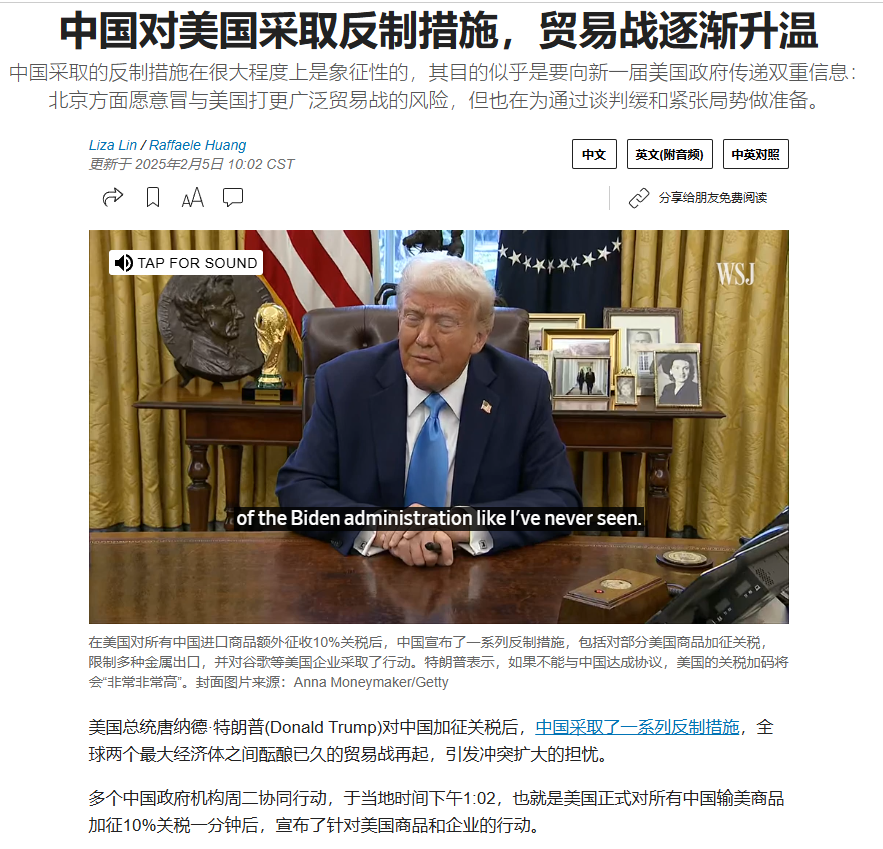 中国对美国采取反制措施，贸易战逐渐升温
中国采取的反制措施在很大程度上是象征性的，其目的似乎是要向新一届美国政府传递双重信息：
北京方面愿意冒与美国打更广泛贸易战的风险，但也在为通过谈判缓和紧张局势做准备。
Liza Lin / Raffaele Huang
更新于 2025年2月5日 10:02 CST
中文 英文(附音频) 中英对照
AA 分享给朋友免费阅读
TAP FOR SOUND
WSJ
of the Biden administration like I've never seen.
在美国对所有中国进口商品额外征收10%关税后，中国宣布了一系列反制措施，包括对部分美国商品加征关税，
限制多种金属出口，并对谷歌等美国企业采取了行动。特朗普表示，如果不能与中国达成协议，美国的关税加码将
会“非常非常高”。封面图片来源：Anna Moneymaker/Getty
美国总统唐纳德·特朗普(Donald Trump)对中国加征关税后，中国采取了一系列反制措施，全
球两个最大经济体之间酝酿已久的贸易战再起，引发冲突扩大的担忧。
多个中国政府机构周二协同行动，于当地时间下午1:02，也就是美国正式对所有中国输美商品
加征10%关税一分钟后，宣布了针对美国商品和企业的行动。